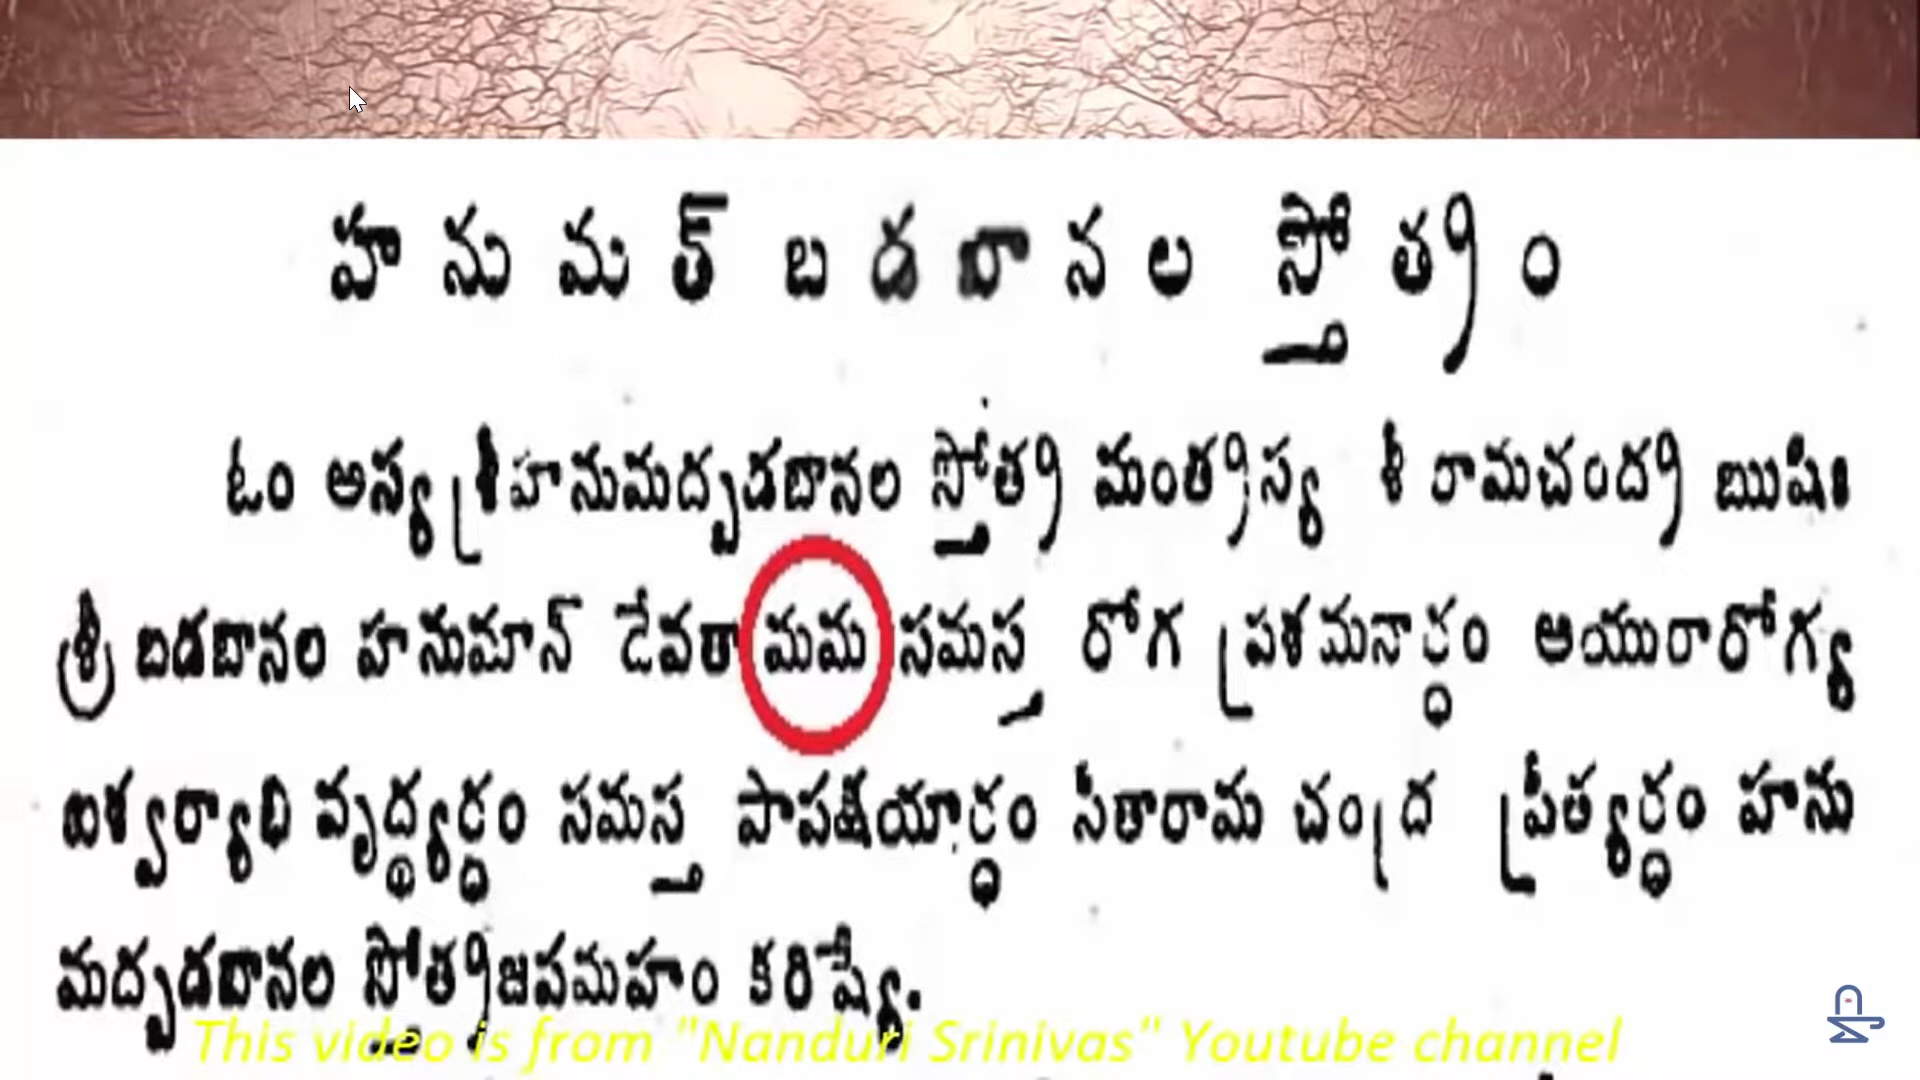 హనుమత్ బడబానల స్తోత్రం
ఓం అస్య శ్రీహనుమద్బడబానల స్తోత్ర మంత్రస్య శ్రీ రామచంద్ర ఋషిః
శ్రీ బడబానల హనుమాన్ దేవతా మమ సమస్త రోగ ప్రశమనార్ధం ఆయురారోగ్య
ఐశ్వర్యాభి వృద్ధ్యర్ధం సమస్త పాపక్షయార్ధం సీతారామ చంద్ర ప్రీత్యర్ధం హను
మద్బడబానల స్తోత్రజపమహం కరిష్యే.
This video is from "Nanduri Srinivas" Youtube channel